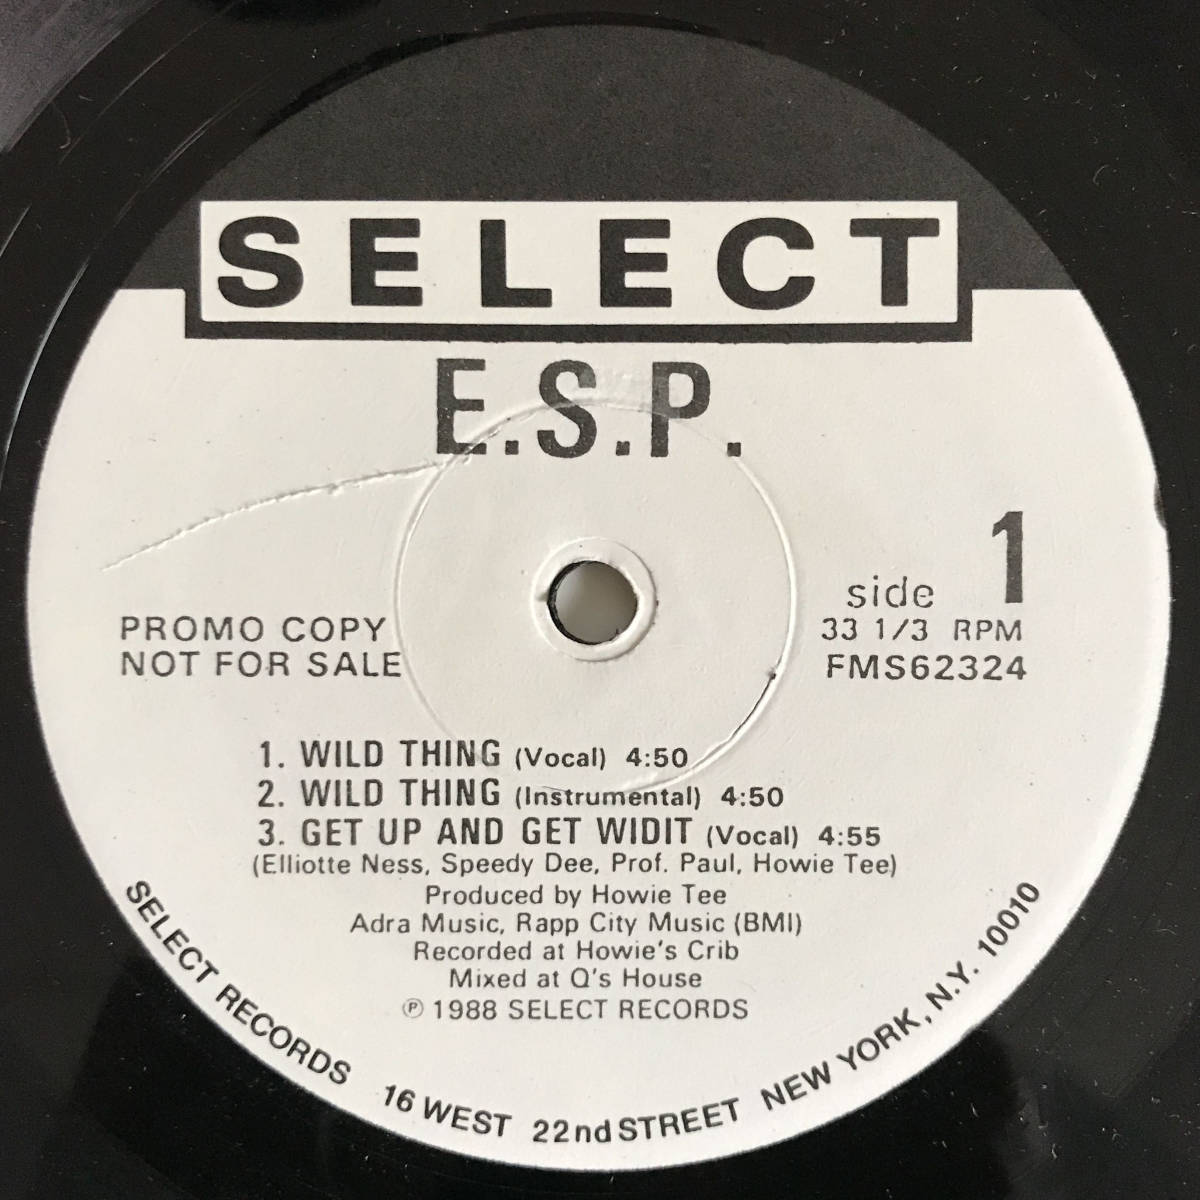 SELECT
E.S.P.
side 1
33 1/3 RPM
FMS62324
PROMO COPY
NOT FOR SALE
1. WILD THING (Vocal) 4:50
2. WILD THING (Instrumental) 4:50
3. GET UP AND GET WIDIT (Vocal) 4:55
(Elliotte Ness, Speedy Dee, Prof. Paul, Howie Tee)
Produced by Howie Tee
Adra Music, Rapp City Music (BMI)
Recorded at Howie's Crib
Mixed at Q's House
℗ 1988 SELECT RECORDS
SELECT RECORDS 16 WEST 22nd STREET NEW YORK, N.Y. 10010